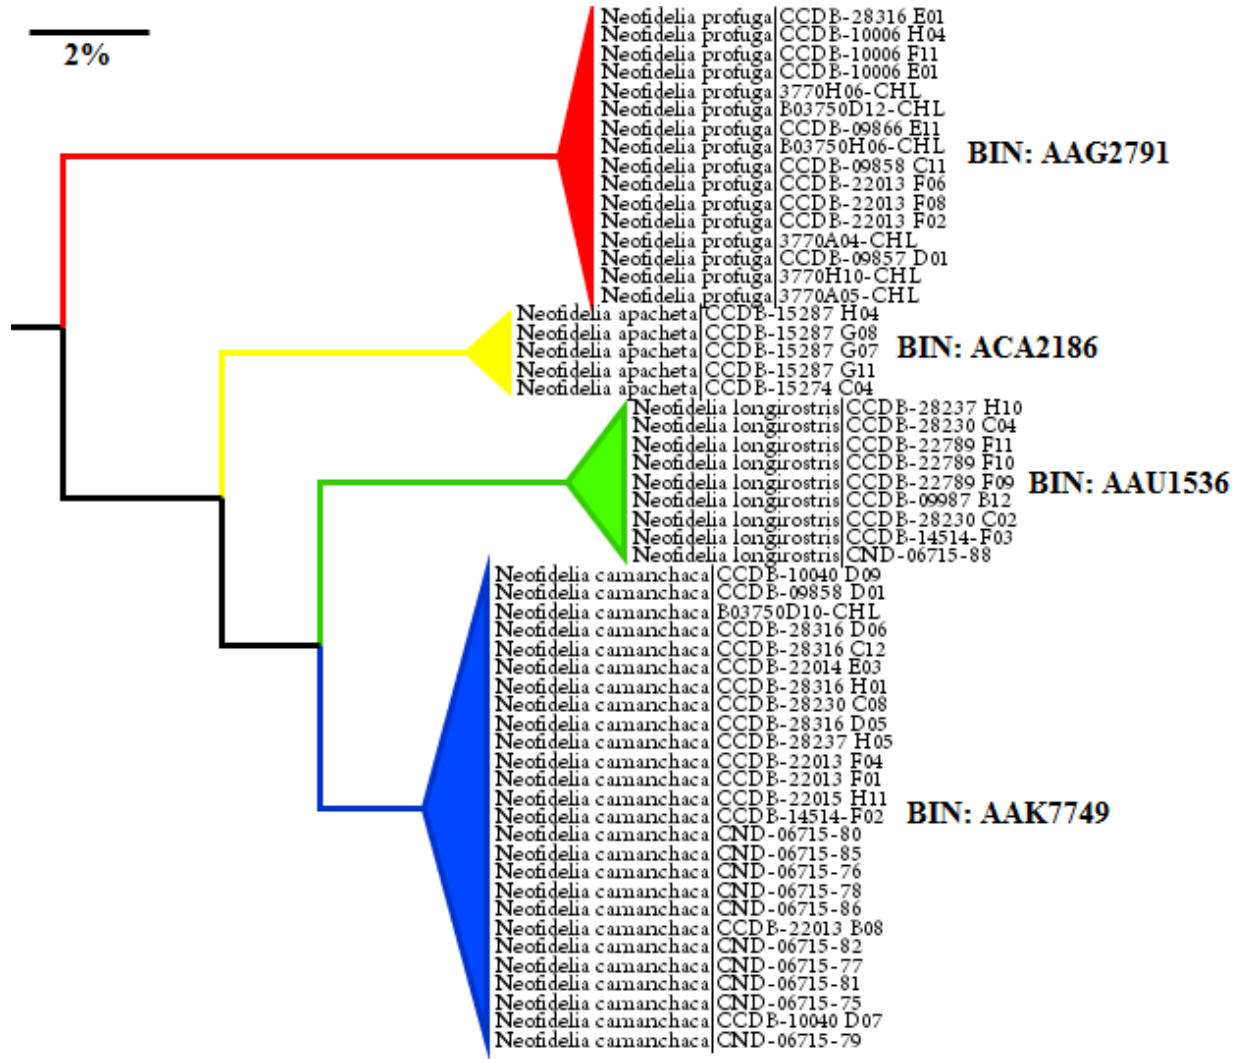 2%
Neofidelia profuga|CCDB-28316 E01
Neofidelia profuga|CCDB-10006 H04
Neofidelia profuga|CCDB-10006 F11
Neofidelia profuga|CCDB-10006 E01
Neofidelia profuga|3770H06-CHL
Neofidelia profuga|B03750D12-CHL
Neofidelia profuga|CCDB-09866 E11
Neofidelia profuga|B03750H06-CHL
Neofidelia profuga|CCDB-09858 C11
Neofidelia profuga|CCDB-22013 F06
Neofidelia profuga|CCDB-22013 F08
Neofidelia profuga|CCDB-22013 F02
Neofidelia profuga|3770A04-CHL
Neofidelia profuga|CCDB-09857 D01
Neofidelia profuga|3770H10-CHL
Neofidelia profuga|3770A05-CHL
BIN: AAG2791
Neofidelia apacheta|CCDB-15287 H04
Neofidelia apacheta|CCDB-15287 G08
Neofidelia apacheta|CCDB-15287 G07
Neofidelia apacheta|CCDB-15287 G11
Neofidelia apacheta|CCDB-15274 C04
BIN: ACA2186
Neofidelia longirostris|CCDB-28237 H10
Neofidelia longirostris|CCDB-28230 C04
Neofidelia longirostris|CCDB-22789 F11
Neofidelia longirostris|CCDB-22789 F10
Neofidelia longirostris|CCDB-22789 F09
Neofidelia longirostris|CCDB-09987 B12
Neofidelia longirostris|CCDB-28230 C02
Neofidelia longirostris|CCDB-14514-F03
Neofidelia longirostris|CND-06715-88
BIN: AAU1536
Neofidelia camanchaca|CCDB-10040 D09
Neofidelia camanchaca|CCDB-09858 D01
Neofidelia camanchaca|B03750D10-CHL
Neofidelia camanchaca|CCDB-28316 D06
Neofidelia camanchaca|CCDB-28316 C12
Neofidelia camanchaca|CCDB-22014 E03
Neofidelia camanchaca|CCDB-28316 H01
Neofidelia camanchaca|CCDB-28230 C08
Neofidelia camanchaca|CCDB-28316 D05
Neofidelia camanchaca|CCDB-28237 H05
Neofidelia camanchaca|CCDB-22013 F04
Neofidelia camanchaca|CCDB-22013 F01
Neofidelia camanchaca|CCDB-22015 H11
Neofidelia camanchaca|CCDB-14514-F02
Neofidelia camanchaca|CND-06715-80
Neofidelia camanchaca|CND-06715-85
Neofidelia camanchaca|CND-06715-76
Neofidelia camanchaca|CND-06715-78
Neofidelia camanchaca|CND-06715-86
Neofidelia camanchaca|CCDB-22013 B08
Neofidelia camanchaca|CND-06715-82
Neofidelia camanchaca|CND-06715-77
Neofidelia camanchaca|CND-06715-81
Neofidelia camanchaca|CND-06715-75
Neofidelia camanchaca|CCDB-10040 D07
Neofidelia camanchaca|CND-06715-79
BIN: AAK7749